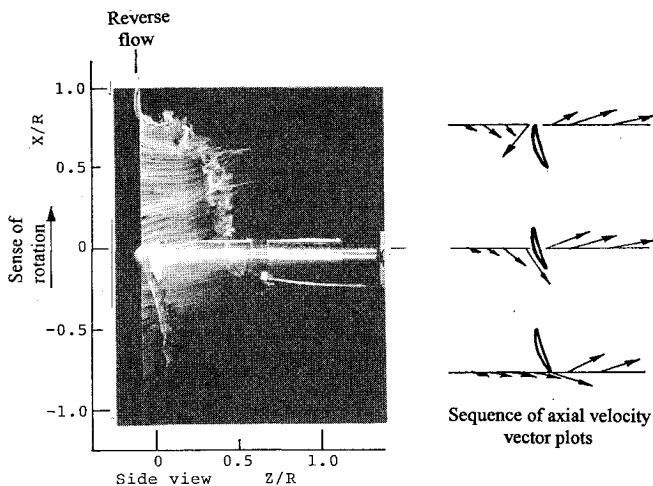 Reverse
flow
1.0
0.5
0
-0.5
-1.0
X/R
Sense of
rotation
0
0.5
1.0
Side view
Z/R
Sequence of axial velocity
vector plots